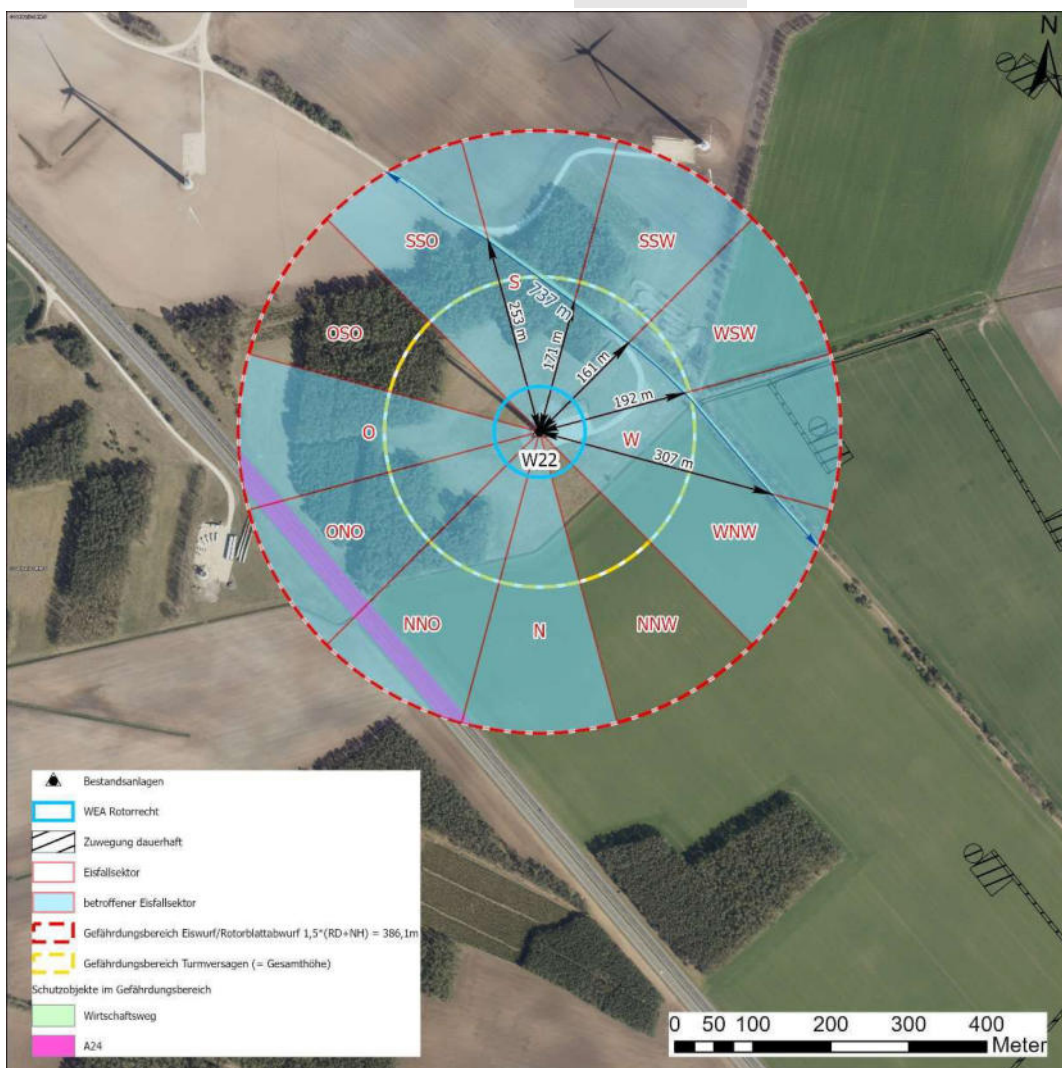 N
SSO
SSW
S
737 m
OSO
253 m
171 m
161 m
WSW
192 m
O
W
W22
307 m
ONO
WNW
NNO
N
NNW
Bestandsanlagen
WEA Rotorrecht
Zuwegung dauerhaft
Eisfallsektor
betroffener Eisfallsektor
Gefährdungsbereich Eiswurf/Rotorblattabwurf 1,5*(RD+NH) = 386,1m
Gefährdungsbereich Turmversagen (= Gesamthöhe)
Schutzobjekte im Gefährdungsbereich
Wirtschaftsweg
A24
0 50 100 200 300 400
Meter